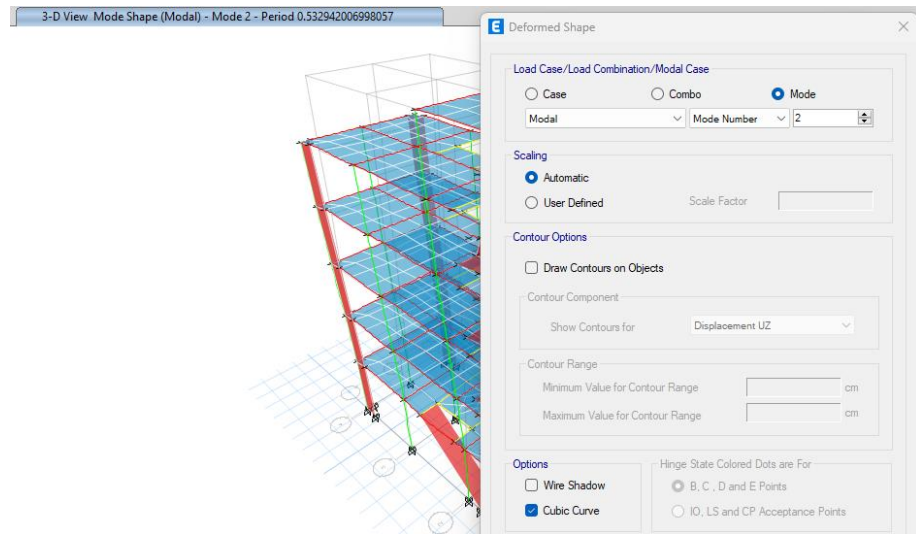 3-D View Mode Shape (Modal) - Mode 2 - Period 0.532942006998057
E Deformed Shape
Load Case/Load Combination/Modal Case
Case Combo Mode
Modal Mode Number 2
Scaling
Automatic
User Defined Scale Factor
Contour Options
Draw Contours on Objects
Contour Component
Show Contours for Displacement UZ
Contour Range
Minimum Value for Contour Range cm
Maximum Value for Contour Range cm
Options Hinge State Colored Dots are For
Wire Shadow B, C , D and E Points
Cubic Curve IO, LS and CP Acceptance Points